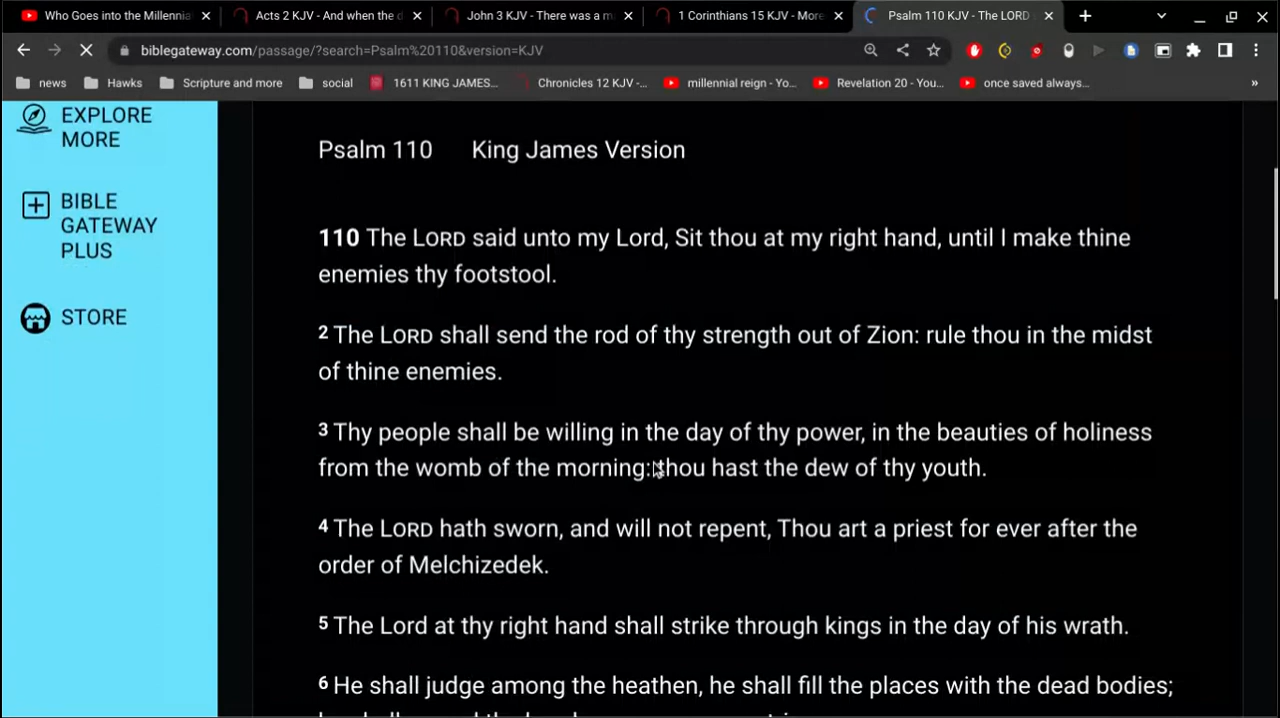 Who Goes into the Millennia
Acts 2 KJV - And when the d
John 3 KJV - There was a m
1 Corinthians 15 KJV - More
Psalm 110 KJV - The LORD
biblegateway.com/passage/?search=Psalm%20110&version=KJV
news
Hawks
Scripture and more
social
1611 KING JAMES...
Chronicles 12 KJV -...
millennial reign - Yo...
Revelation 20 - You...
once saved always...
»
EXPLORE
MORE
BIBLE
GATEWAY
PLUS
STORE
Psalm 110 King James Version
110 The LORD said unto my Lord, Sit thou at my right hand, until I make thine
enemies thy footstool.
2 The LORD shall send the rod of thy strength out of Zion: rule thou in the midst
of thine enemies.
3 Thy people shall be willing in the day of thy power, in the beauties of holiness
from the womb of the morning: thou hast the dew of thy youth.
4 The LORD hath sworn, and will not repent, Thou art a priest for ever after the
order of Melchizedek.
5 The Lord at thy right hand shall strike through kings in the day of his wrath.
6 He shall judge among the heathen, he shall fill the places with the dead bodies;